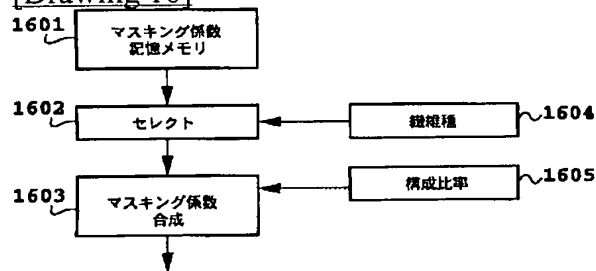 [Drawing 16]
1601
マスキング係数
記憶メモリ
1602
セレクト
繊維種
1604
1603
マスキング係数
合成
構成比率
1605